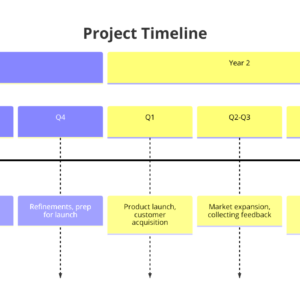 Project Timeline
Year 2
Q4
Q1
Q2-Q3
Refinements, prep
for launch
Product launch,
customer
acquisition
Market expansion,
collecting feedback